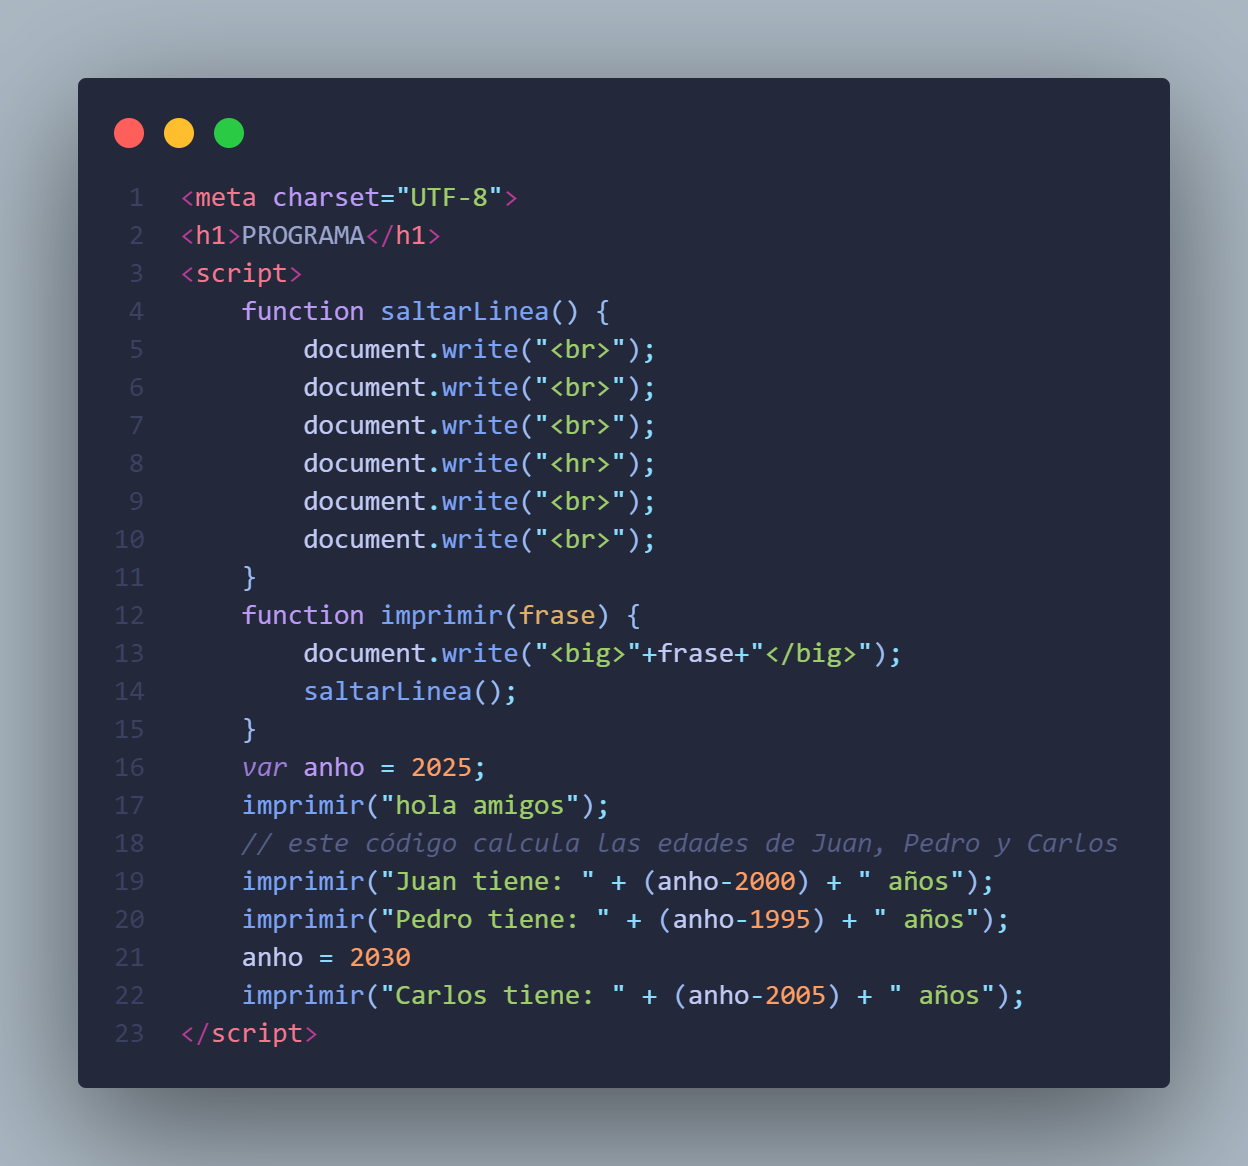 1 <meta charset="UTF-8">
2 <h1>PROGRAMA</h1>
3 <script>
4     function saltarLinea() {
5         document.write("<br>");
6         document.write("<br>");
7         document.write("<br>");
8         document.write("<hr>");
9         document.write("<br>");
10         document.write("<br>");
11     }
12     function imprimir(frase) {
13         document.write("<big>"+frase+"</big>");
14         saltarLinea();
15     }
16     var anho = 2025;
17     imprimir("hola amigos");
18     // este código calcula las edades de Juan, Pedro y Carlos
19     imprimir("Juan tiene: " + (anho-2000) + " años");
20     imprimir("Pedro tiene: " + (anho-1995) + " años");
21     anho = 2030
22     imprimir("Carlos tiene: " + (anho-2005) + " años");
23 </script>